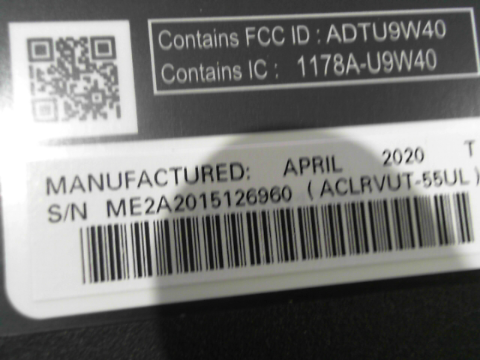 Contains FCC ID : ADTU9W40
Contains IC : 1178A-U9W40
MANUFACTURED: APRIL 2020 T
S/N ME2A2015126960 (ACLRVUT-55UL)